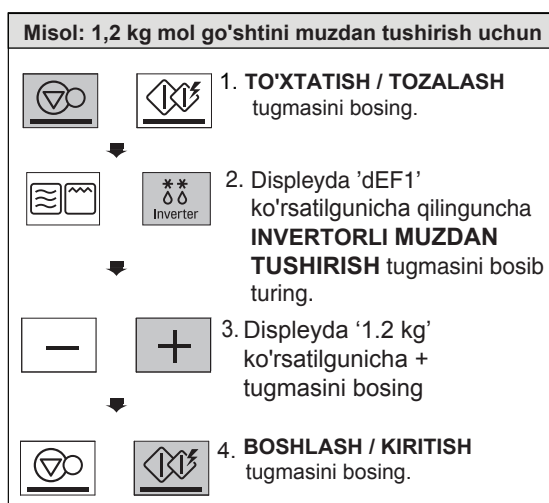 Misol: 1,2 kg mol go'shtini muzdan tushirish uchun
1. TO'XTATISH / TOZALASH
tugmasini bosing.
Inverter
2. Displeyda 'dEF1'
ko'rsatilgunicha qilinguncha
INVERTORLI MUZDAN
TUSHIRISH tugmasini bosib
turing.
3. Displeyda ‘1.2 kg’
ko'rsatilgunicha +
tugmasini bosing
4. BOSHLASH / KIRITISH
tugmasini bosing.